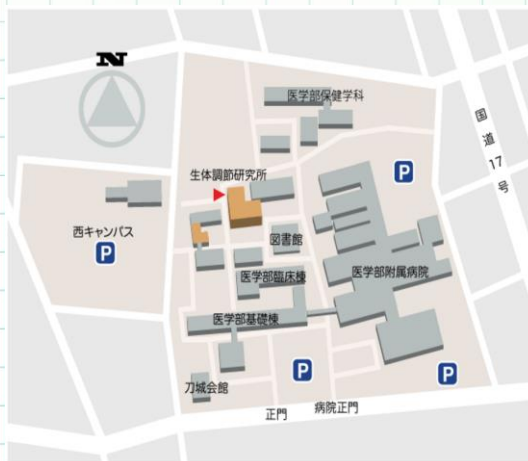 N
医学部保健学科
国道17号
生体調節研究所
P
西キャンパス
P
図書館
医学部臨床棟
医学部附属病院
医学部基礎棟
P
P
刀城会館
正門
病院正門